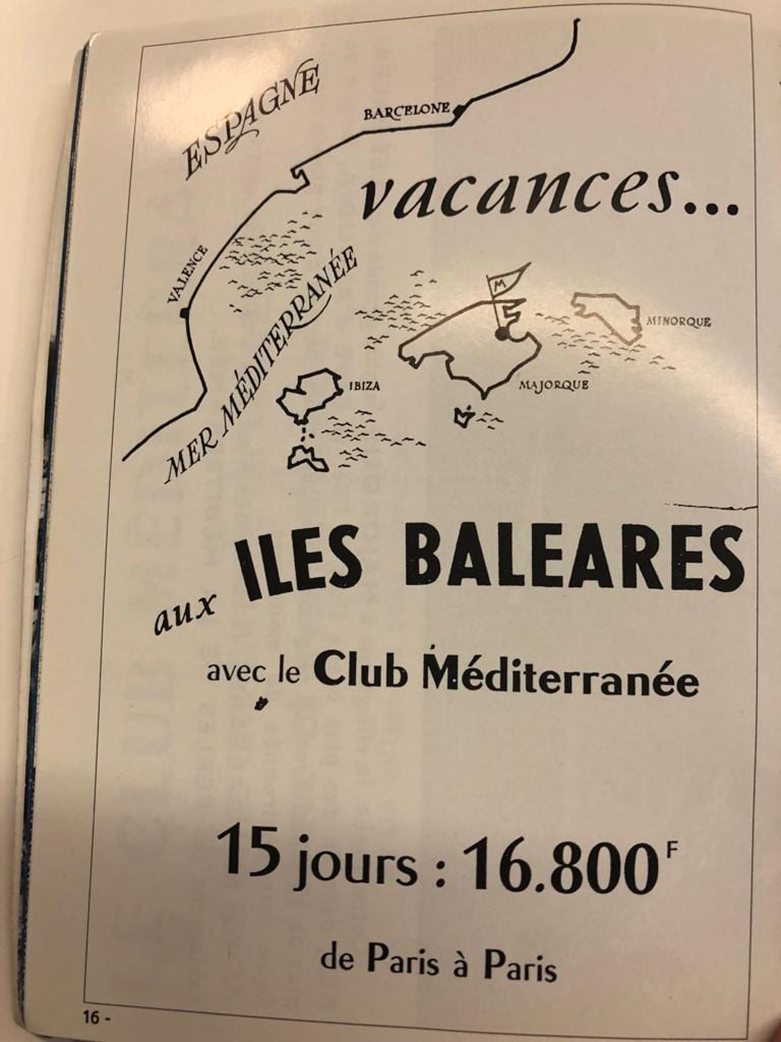 ESPAGNE
BARCELONE
vacances...
VALENCE
MER MÉDITERRANÉE
M
MINORQUE
IBIZA
MAJORQUE
aux ILES BALEARES
avec le Club Méditerranée
15 jours : 16.800F
de Paris à Paris
16 -